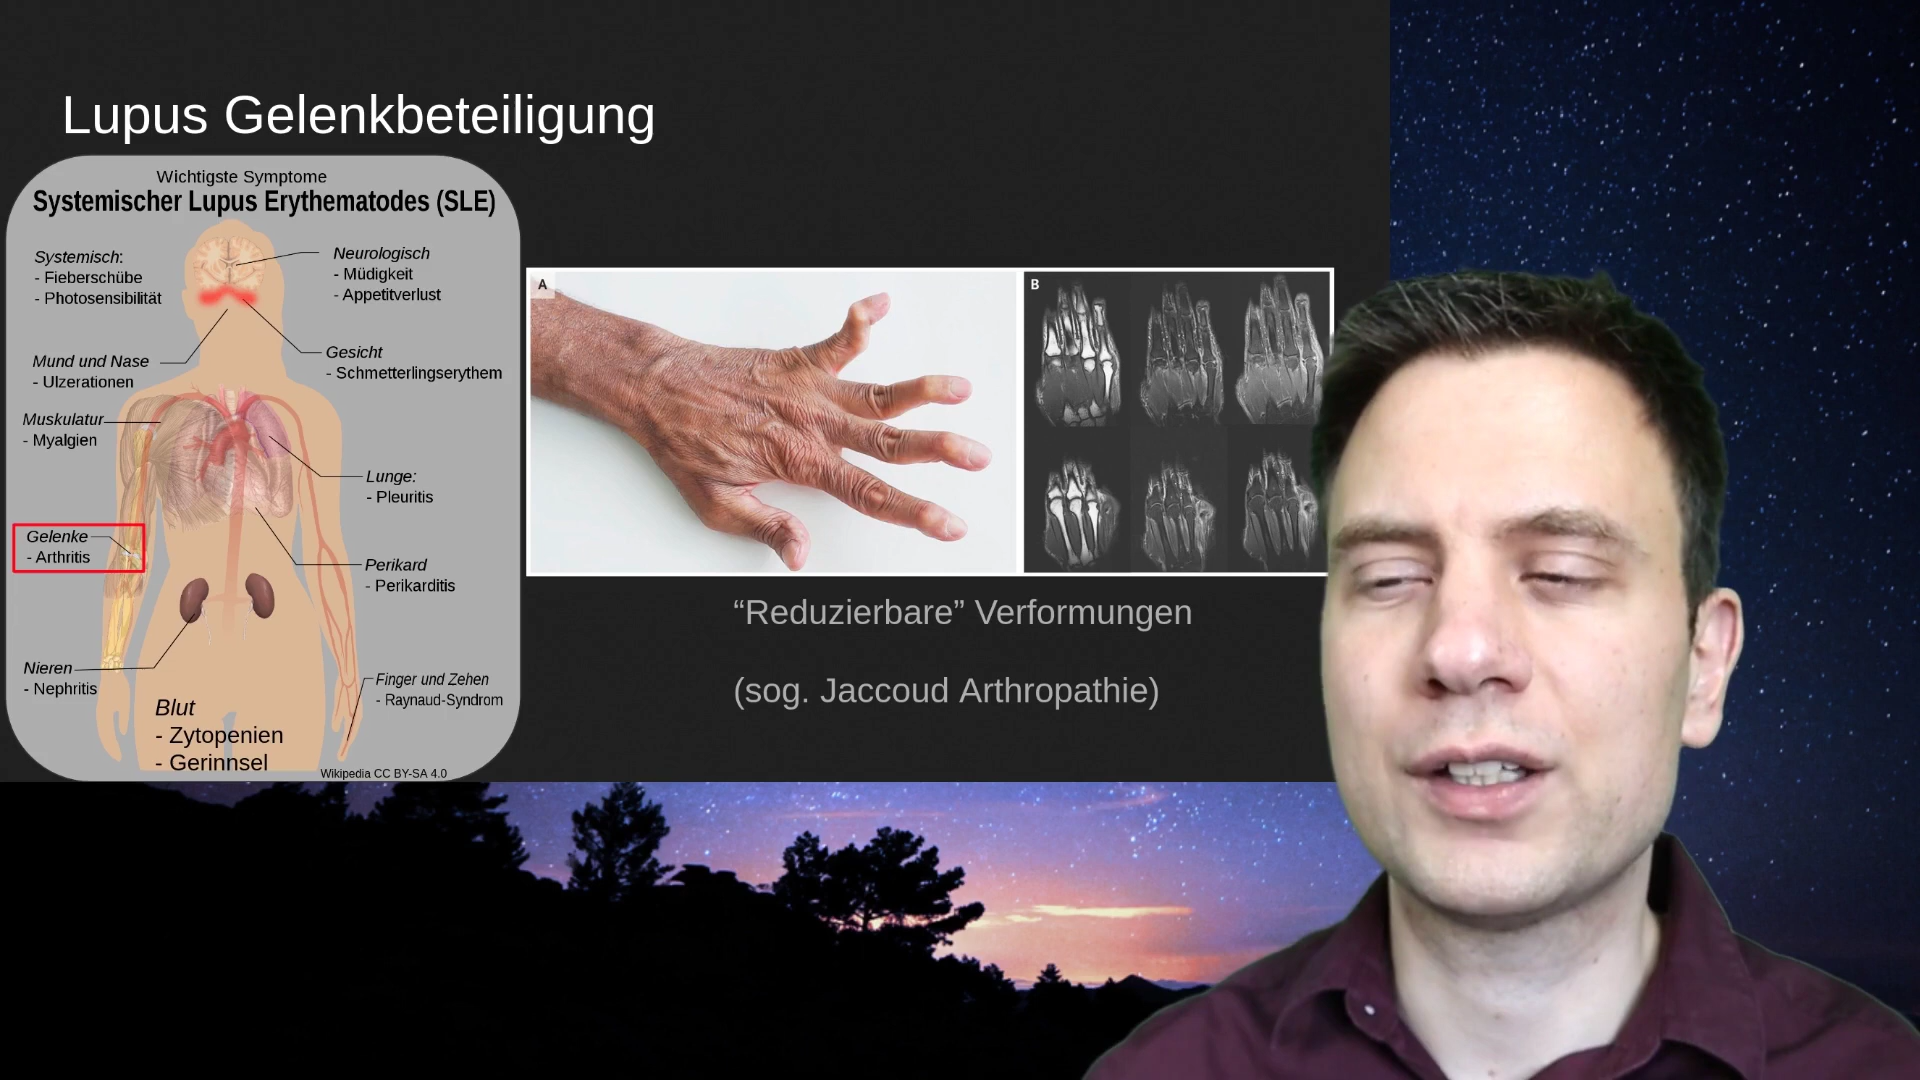 Lupus Gelenkbeteiligung
Wichtigste Symptome
Systemischer Lupus Erythematodes (SLE)
Systemisch:
- Fieberschübe
- Photosensibilität
Neurologisch
- Müdigkeit
- Appetitverlust
Mund und Nase
- Ulzerationen
Gesicht
- Schmetterlingserythem
Muskulatur
- Myalgien
Lunge:
- Pleuritis
Gelenke
- Arthritis
Perikard
- Perikarditis
Nieren
- Nephritis
Finger und Zehen
- Raynaud-Syndrom
Blut
- Zytopenien
- Gerinnsel
Wikipedia CC BY-SA 4.0
A
B
“Reduzierbare” Verformungen
(sog. Jaccoud Arthropathie)